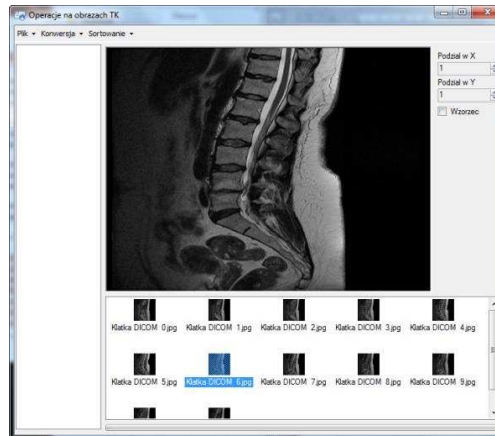 Operacje na obrazach TK
Plik Konwersja Sortowanie
Podział w X
1
Podział w Y
1
Wzorzec
Klatka DICOM 0.jpg Klatka DICOM 1.jpg Klatka DICOM 2.jpg Klatka DICOM 3.jpg Klatka DICOM 4.jpg
Klatka DICOM 5.jpg Klatka DICOM 6.jpg Klatka DICOM 7.jpg Klatka DICOM 8.jpg Klatka DICOM 9.jpg